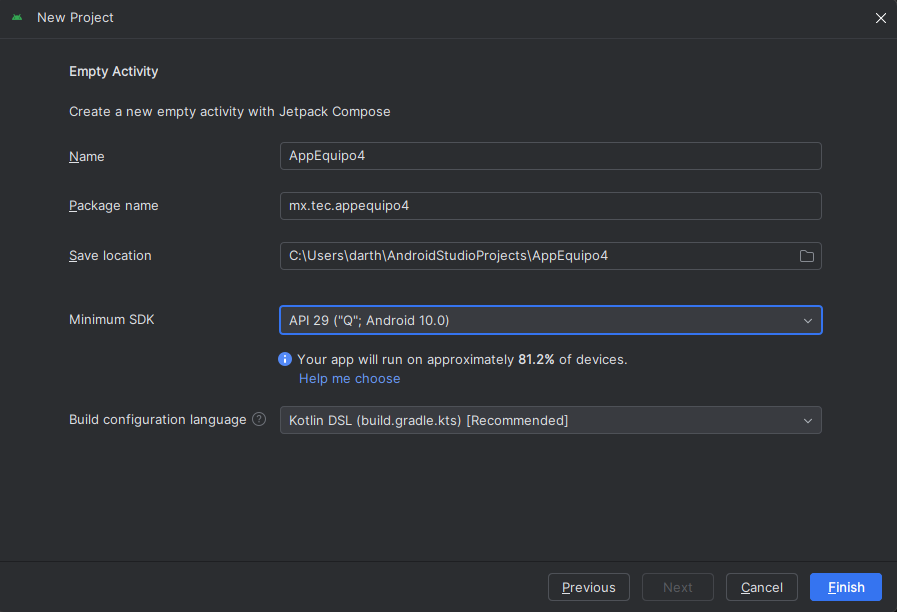 New Project
Empty Activity
Create a new empty activity with Jetpack Compose
Name AppEquipo4
Package name mx.tec.appequipo4
Save location C:\Users\darth\AndroidStudioProjects\AppEquipo4
Minimum SDK API 29 ("Q"; Android 10.0)
Your app will run on approximately 81.2% of devices.
Help me choose
Build configuration language ? Kotlin DSL (build.gradle.kts) [Recommended]
Previous Next Cancel Finish